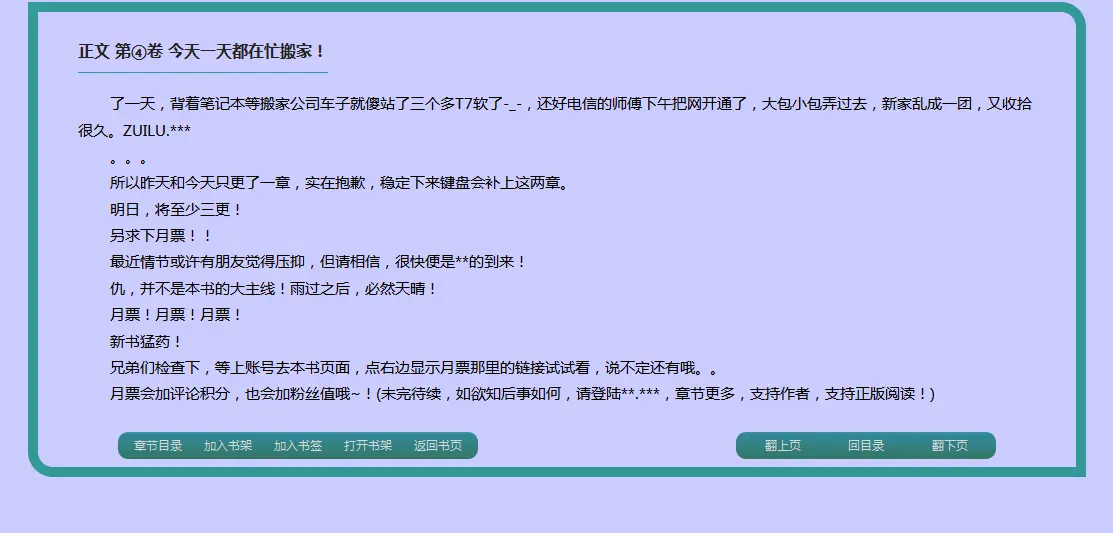 正文 第④卷 今天一天都在忙搬家！
了一天，背着笔记本等搬家公司车子就傻站了三个多T7软了-_-，还好电信的师傅下午把网开通了，大包小包弄过去，新家乱成一团，又收拾
很久。ZUILU.***
。。。
所以昨天和今天只更了一章，实在抱歉，稳定下来键盘会补上这两章。
明日，将至少三更！
另求下月票！！
最近情节或许有朋友觉得压抑，但请相信，很快便是**的到来！
仇，并不是本书的大主线！雨过之后，必然天晴！
月票！月票！月票！
新书猛药！
兄弟们检查下，等上账号去本书页面，点右边显示月票那里的链接试试看，说不定还有哦。。
月票会加评论积分，也会加粉丝值哦~！(未完待续，如欲知后事如何，请登陆**.***，章节更多，支持作者，支持正版阅读！)
章节目录 加入书架 加入书签 打开书架 返回书页 翻上页 回目录 翻下页